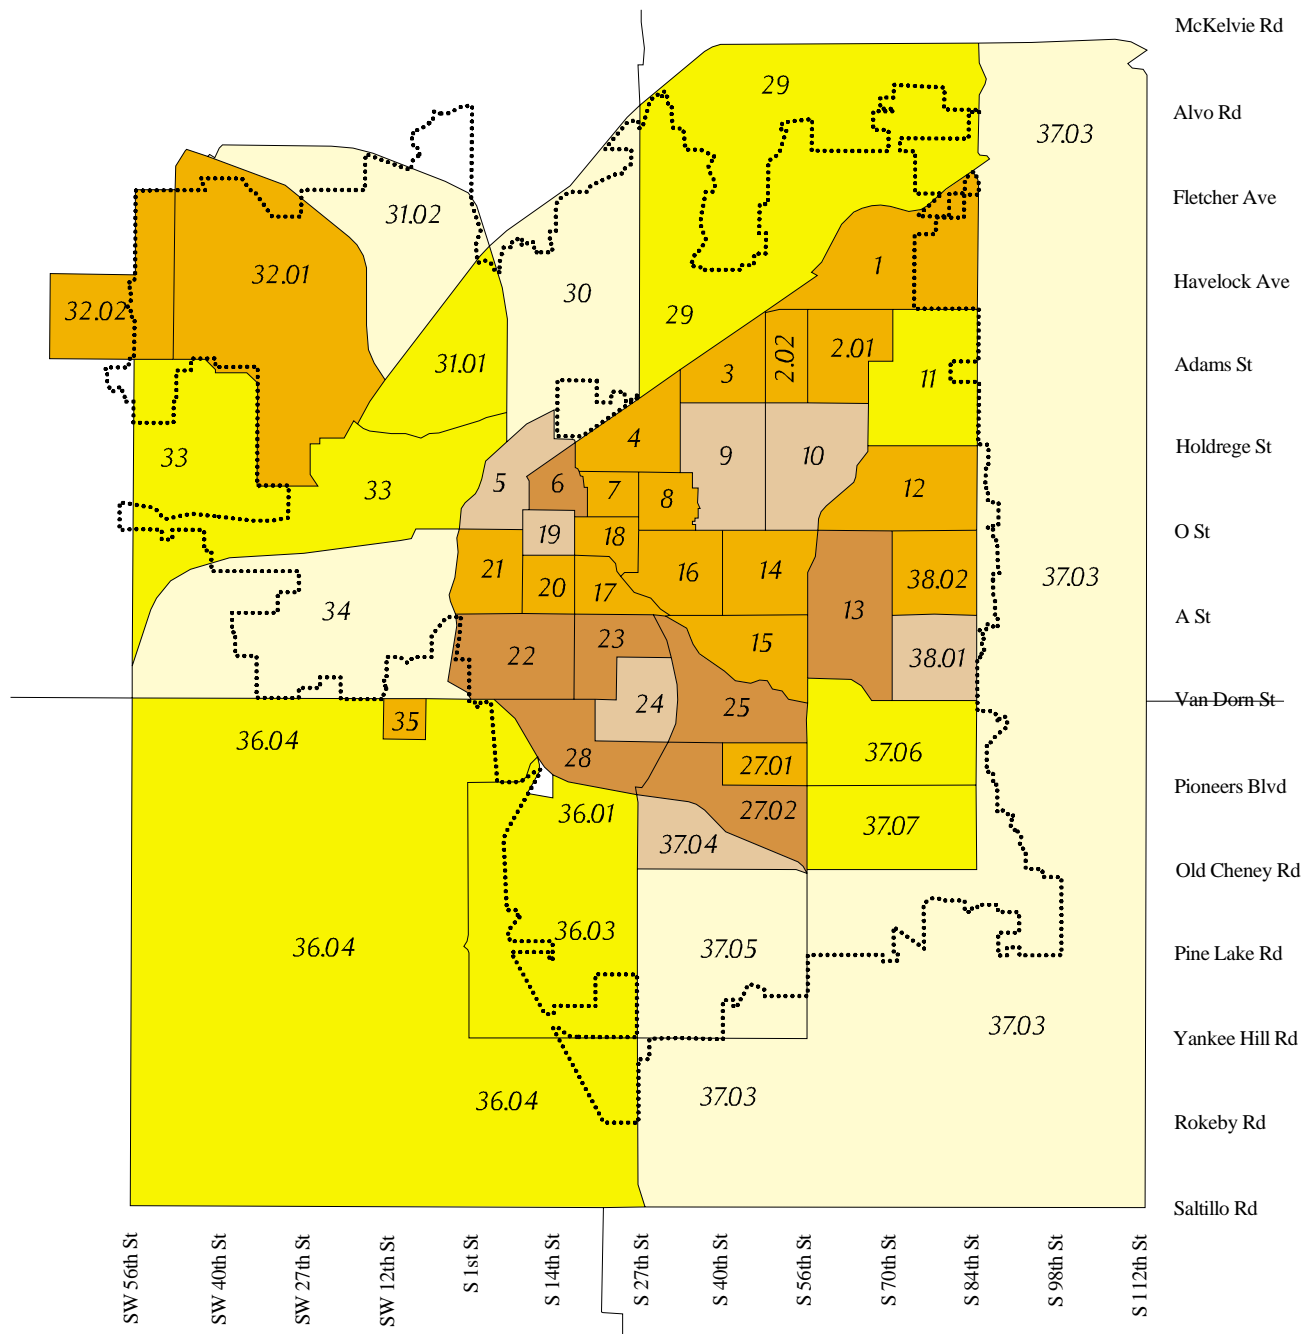 McKelvie Rd
29
Alvo Rd
37.03
Fletcher Ave
31.02
1
32.01
Havelock Ave
30
32.02
29
2.02
2.01
31.01
Adams St
3
11
4
Holdrege St
9
10
33
5
6
12
33
7
8
O St
19
18
21
16
14
38.02
37.03
20
17
34
13
A St
23
15
22
38.01
24
25
Van Dorn St
35
36.04
28
37.06
27.01
Pioneers Blvd
36.01
27.02
37.07
37.04
Old Cheney Rd
36.03
36.04
37.05
Pine Lake Rd
37.03
Yankee Hill Rd
36.04
37.03
Rokeby Rd
Saltillo Rd
SW 56th St
SW 40th St
SW 27th St
SW 12th St
S 1st St
S 14th St
S 27th St
S 40th St
S 56th St
S 70th St
S 84th St
S 98th St
S 112th St